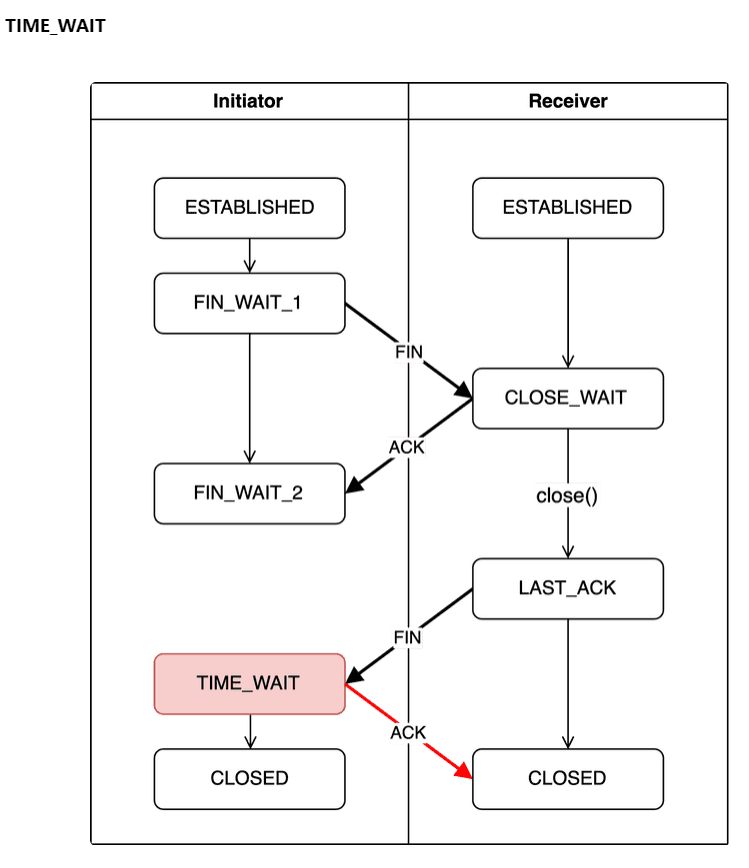 TIME_WAIT
Initiator
Receiver
ESTABLISHED
ESTABLISHED
FIN_WAIT_1
FIN
CLOSE_WAIT
ACK
FIN_WAIT_2
close()
LAST_ACK
FIN
TIME_WAIT
ACK
CLOSED
CLOSED